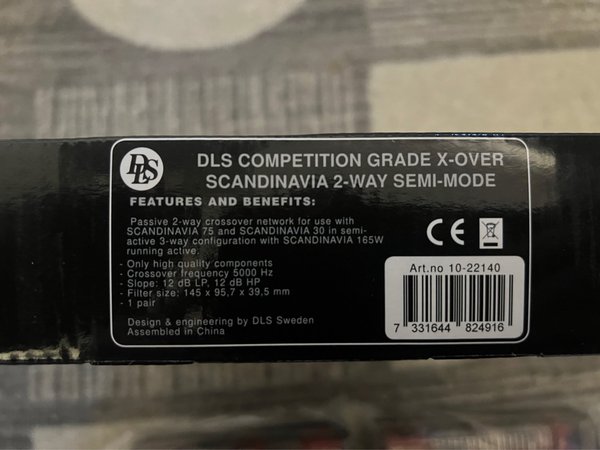 DLS
DLS COMPETITION GRADE X-OVER
SCANDINAVIA 2-WAY SEMI-MODE
FEATURES AND BENEFITS:
Passive 2-way crossover network for use with
SCANDINAVIA 75 and SCANDINAVIA 30 in semi-
active 3-way configuration with SCANDINAVIA 165W
running active.
- Only high quality components
- Crossover frequency 5000 Hz
- Slope: 12 dB LP, 12 dB HP
- Filter size: 145 x 95,7 x 39,5 mm
- 1 pair
Design & engineering by DLS Sweden
Assembled in China
CE
Art.no 10-22140
7 331644 824916